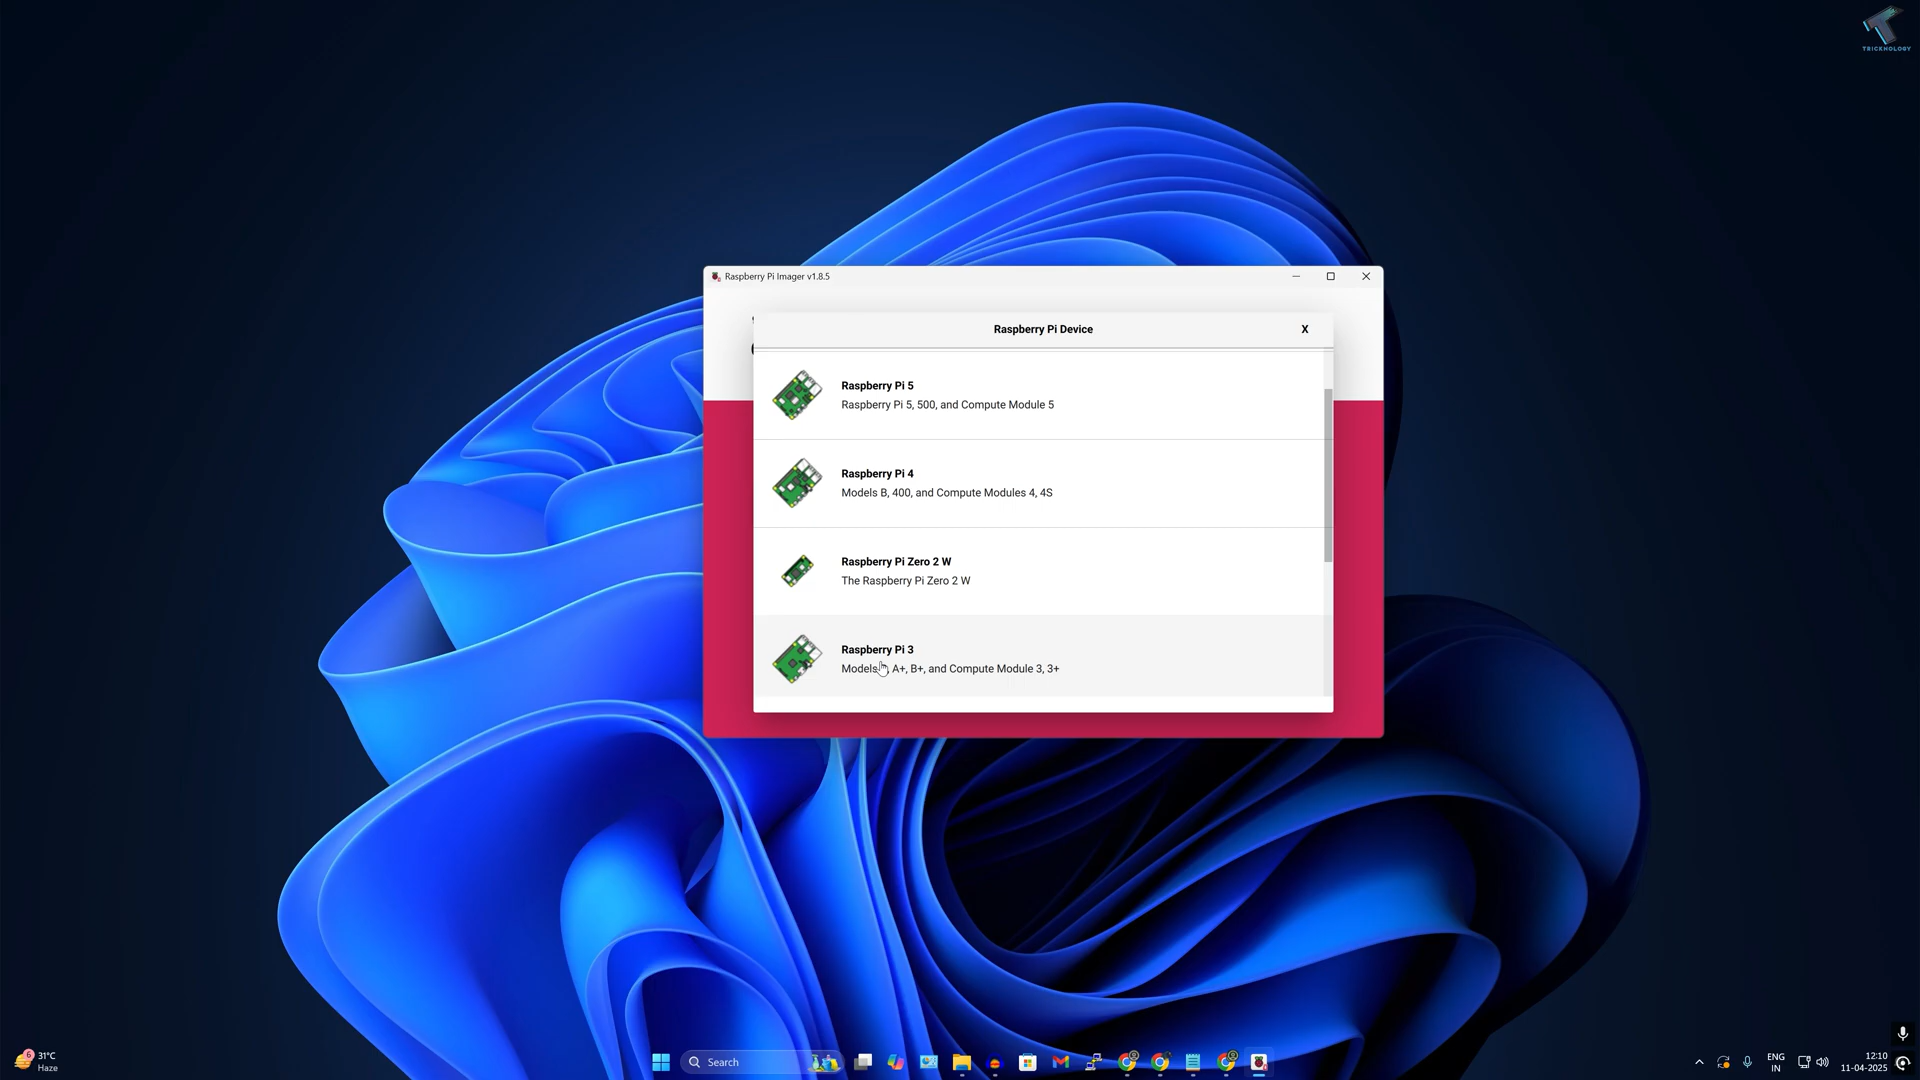 TRICKNOLOGY
Raspberry Pi Imager v1.8.5
Raspberry Pi Device
X
Raspberry Pi 5
Raspberry Pi 5, 500, and Compute Module 5
Raspberry Pi 4
Models B, 400, and Compute Modules 4, 4S
Raspberry Pi Zero 2 W
The Raspberry Pi Zero 2 W
Raspberry Pi 3
Models A+, B+, and Compute Module 3, 3+
6
31°C
Haze
Search
ENG
IN
12:10
11-04-2025